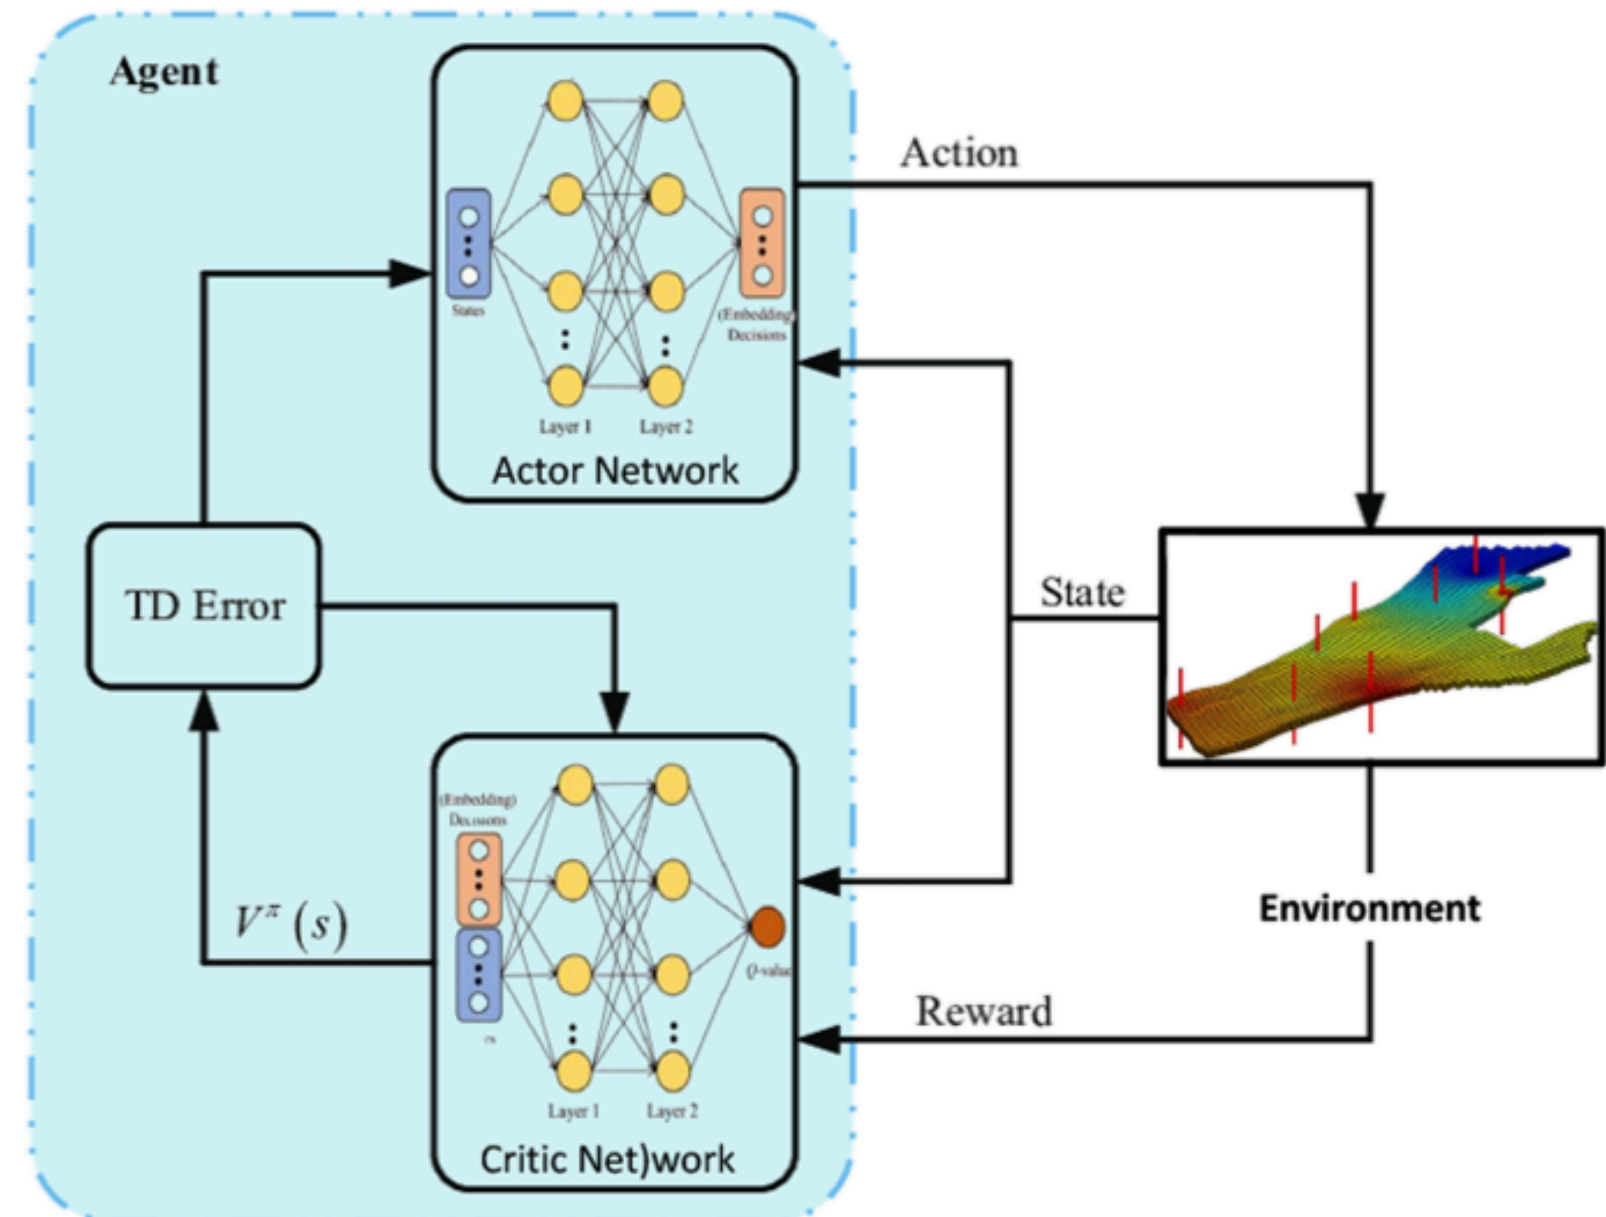 Agent
Action
States
(Embedding)
Decisions
Layer 1
Layer 2
Actor Network
TD Error
State
(Embedding)
Decisions
V^π (s)
Q-value
Environment
Reward
Layer 1
Layer 2
Critic Net)work